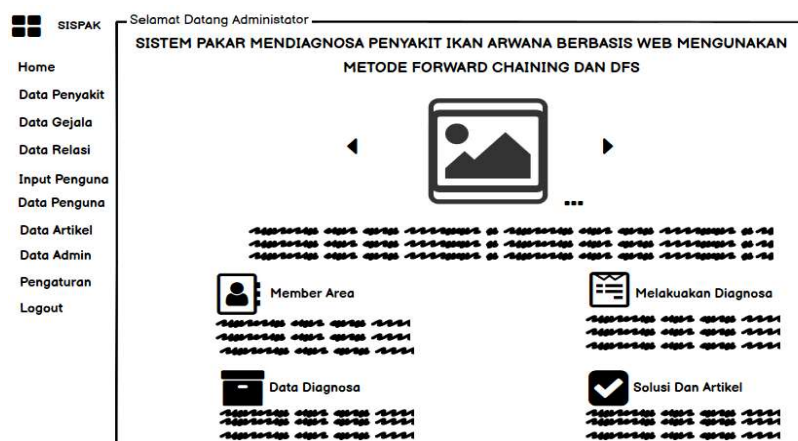 SISPAK
Home
Data Penyakit
Data Gejala
Data Relasi
Input Penguna
Data Penguna
Data Artikel
Data Admin
Pengaturan
Logout
Selamat Datang Administator
SISTEM PAKAR MENDIAGNOSA PENYAKIT IKAN ARWANA BERBASIS WEB MENGUNAKAN
METODE FORWARD CHAINING DAN DFS
Member Area
Melakuakan Diagnosa
Data Diagnosa
Solusi Dan Artikel